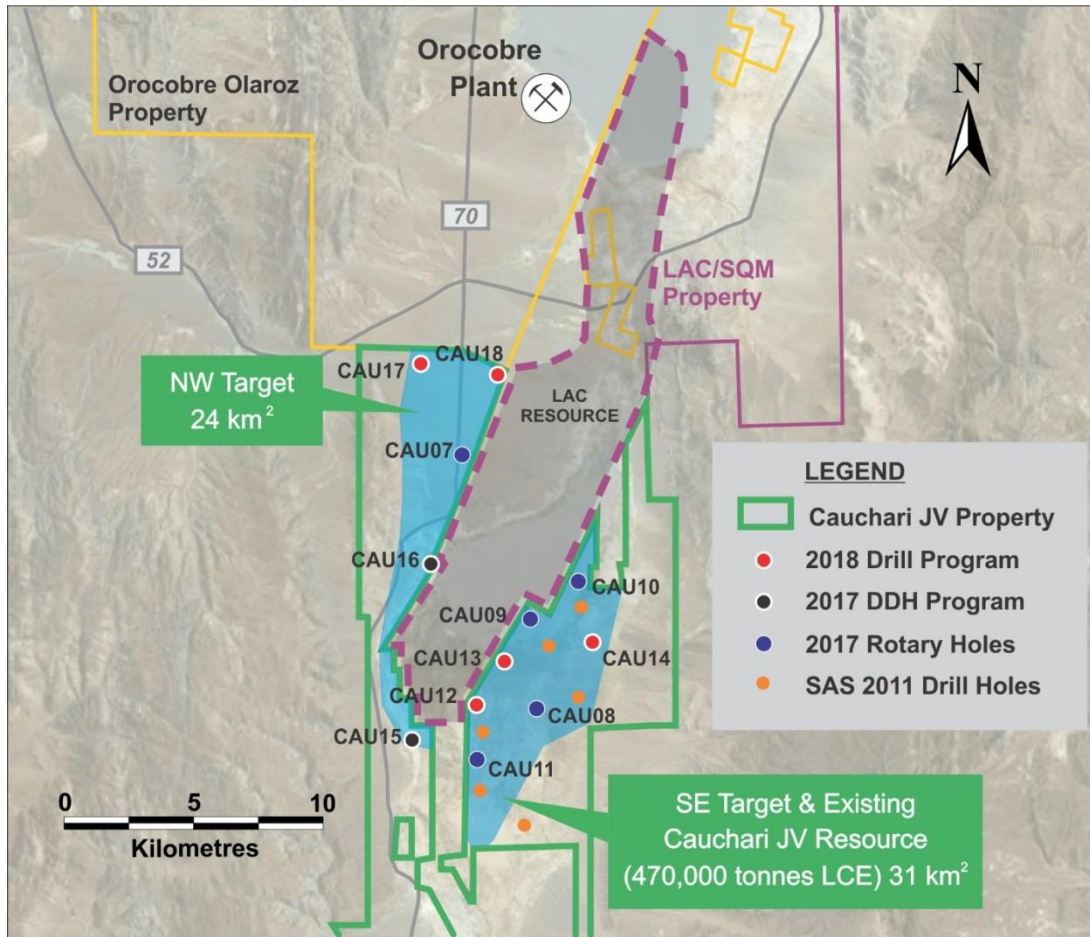 Orocobre
Plant
Orocobre Olaroz
Property
N
70
52
LAC/SQM
Property
CAU17
CAU18
NW Target
24 km²
LAC
RESOURCE
CAU07
LEGEND
Cauchari JV Property
2018 Drill Program
2017 DDH Program
2017 Rotary Holes
SAS 2011 Drill Holes
CAU16
CAU10
CAU09
CAU13
CAU14
CAU12
CAU08
CAU15
CAU11
0 5 10
Kilometres
SE Target & Existing
Cauchari JV Resource
(470,000 tonnes LCE) 31 km²